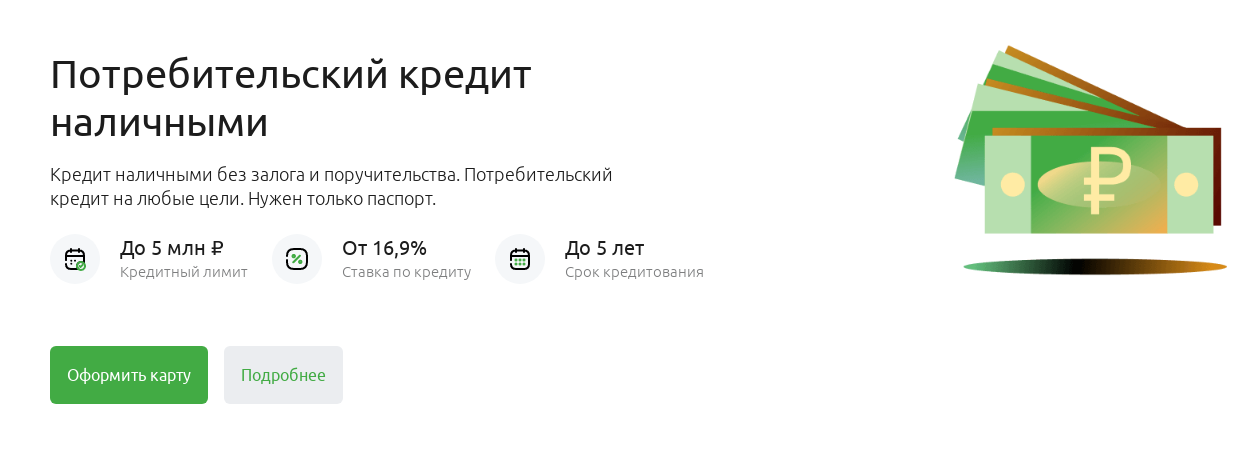 Потребительский кредит
наличными
Кредит наличными без залога и поручительства. Потребительский
кредит на любые цели. Нужен только паспорт.
До 5 млн ₽
Кредитный лимит
От 16,9%
Ставка по кредиту
До 5 лет
Срок кредитования
Оформить карту
Подробнее